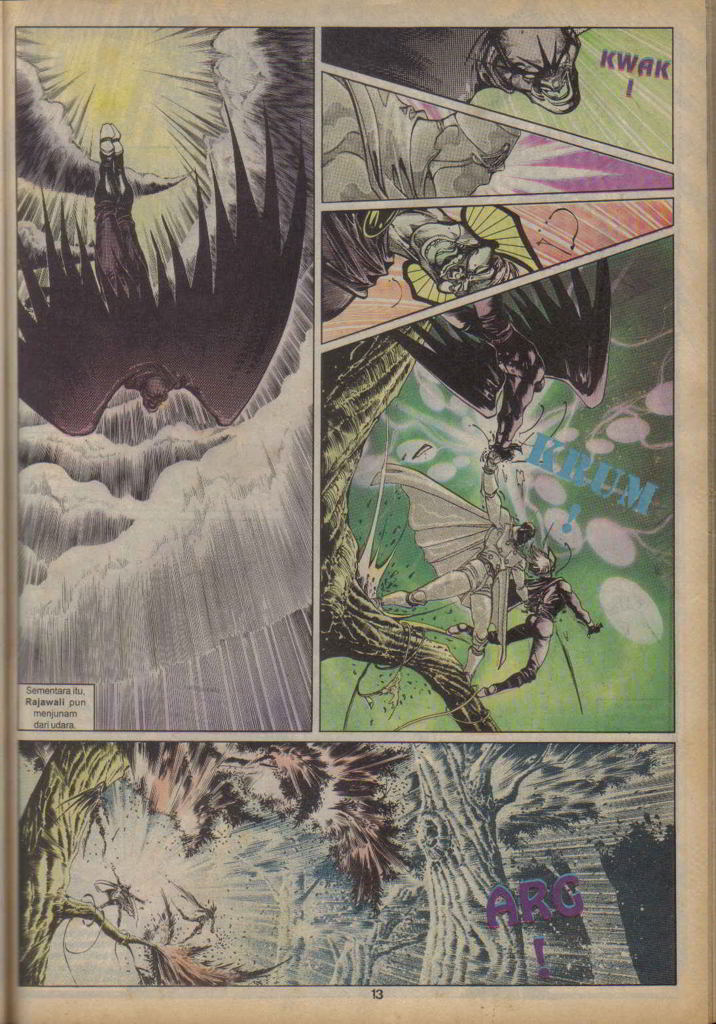 Sementara itu,
Rajawali pun
menjunam
dari udara.
KWAK
!
KRUM
!
ARG
!
13